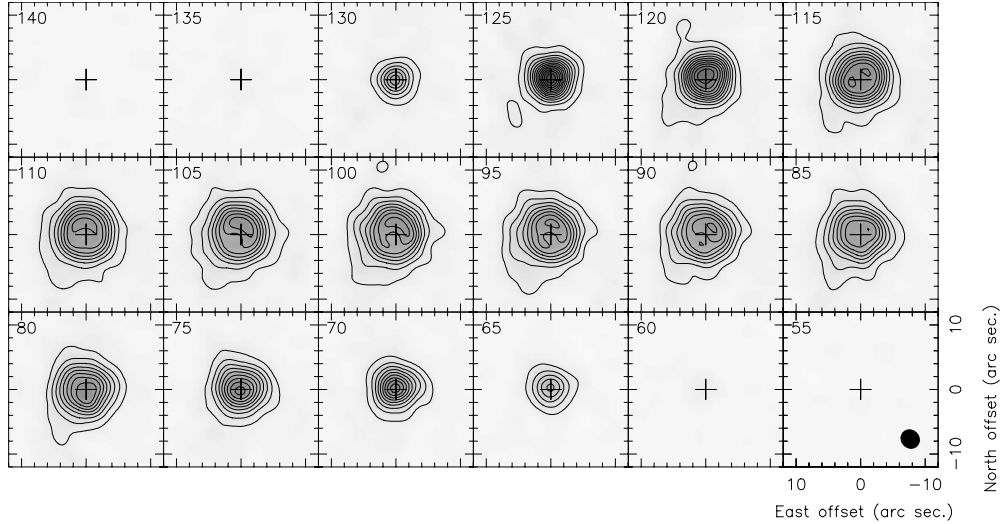 140 135 130 125 120 115
110 105 100 95 90 85
80 75 70 65 60 55
10
0
−10
North offset (arc sec.)
10 0 −10
East offset (arc sec.)